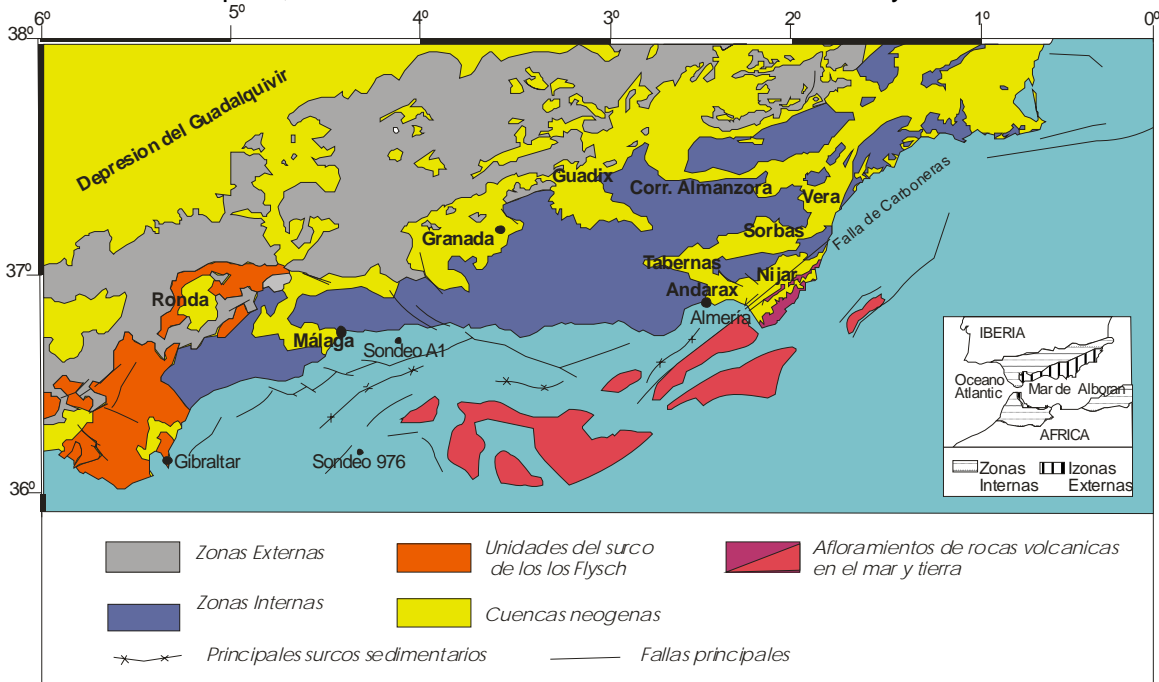 6º 5º 4º 3º 2º 1º 0º
38º
Depresion del Guadalquivir
Guadix
Corr. Almanzora
Vera
Falla de Carboneras
Granada
Sorbas
37º
Tabernas
Nijar
Ronda
Andarax
Almería
Málaga
Sondeo A1
Gibraltar
Sondeo 976
36º
IBERIA
Oceano
Atlantic
Mar de Alboran
AFRICA
Zonas
Internas
Izonas
Externas
Zonas Externas
Unidades del surco
de los los Flysch
Afloramientos de rocas volcanicas
en el mar y tierra
Zonas Internas
Cuencas neogenas
Principales surcos sedimentarios
Fallas principales